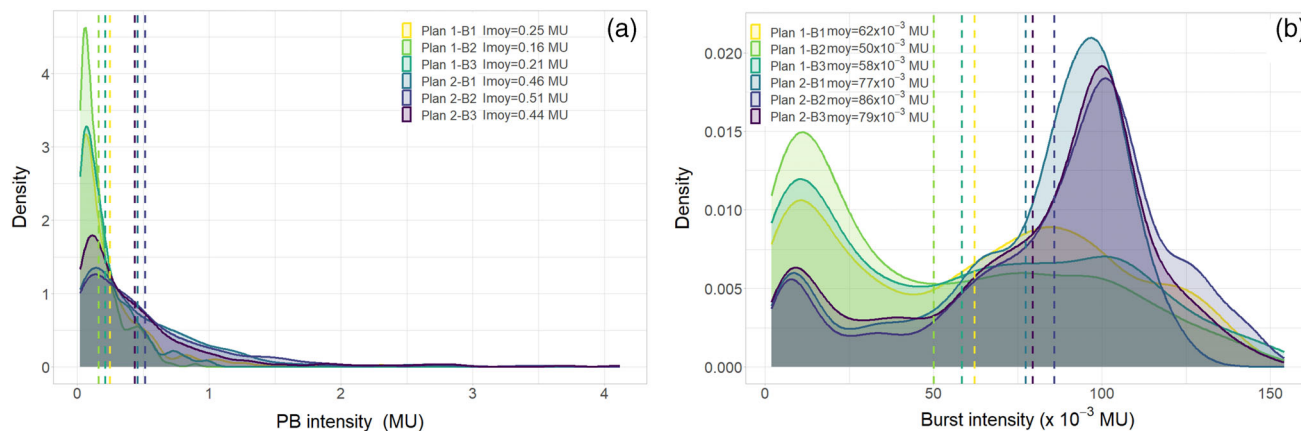 (a)
Plan 1-B1 Imoy=0.25 MU
Plan 1-B2 Imoy=0.16 MU
Plan 1-B3 Imoy=0.21 MU
Plan 2-B1 Imoy=0.46 MU
Plan 2-B2 Imoy=0.51 MU
Plan 2-B3 Imoy=0.44 MU
Density
4
3
2
1
0
0 1 2 3 4
PB intensity (MU)
(b)
Plan 1-B1moy=62x10⁻³ MU
Plan 1-B2moy=50x10⁻³ MU
Plan 1-B3moy=58x10⁻³ MU
Plan 2-B1moy=77x10⁻³ MU
Plan 2-B2moy=86x10⁻³ MU
Plan 2-B3moy=79x10⁻³ MU
Density
0.020
0.015
0.010
0.005
0.000
0 50 100 150
Burst intensity (x 10⁻³ MU)